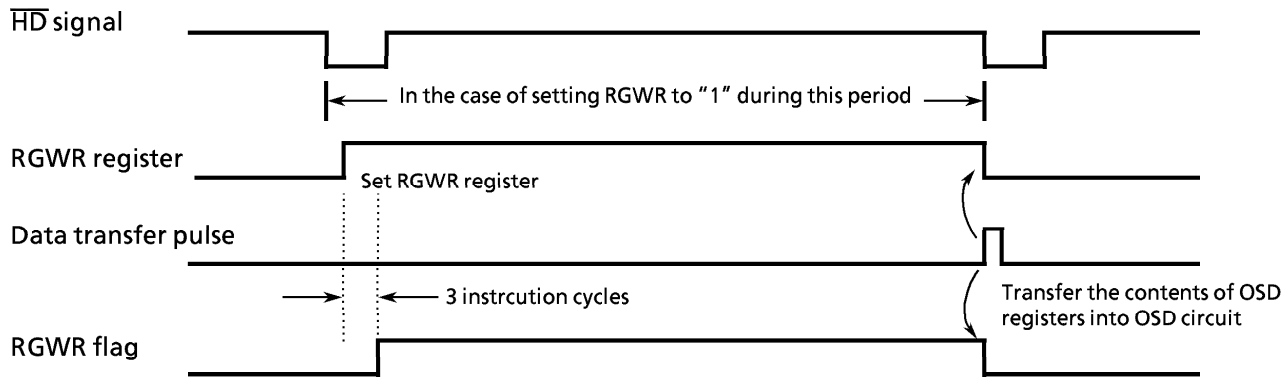 HD signal
In the case of setting RGWR to “1” during this period
RGWR register
Set RGWR register
Data transfer pulse
3 instrcution cycles
Transfer the contents of OSD
registers into OSD circuit
RGWR flag